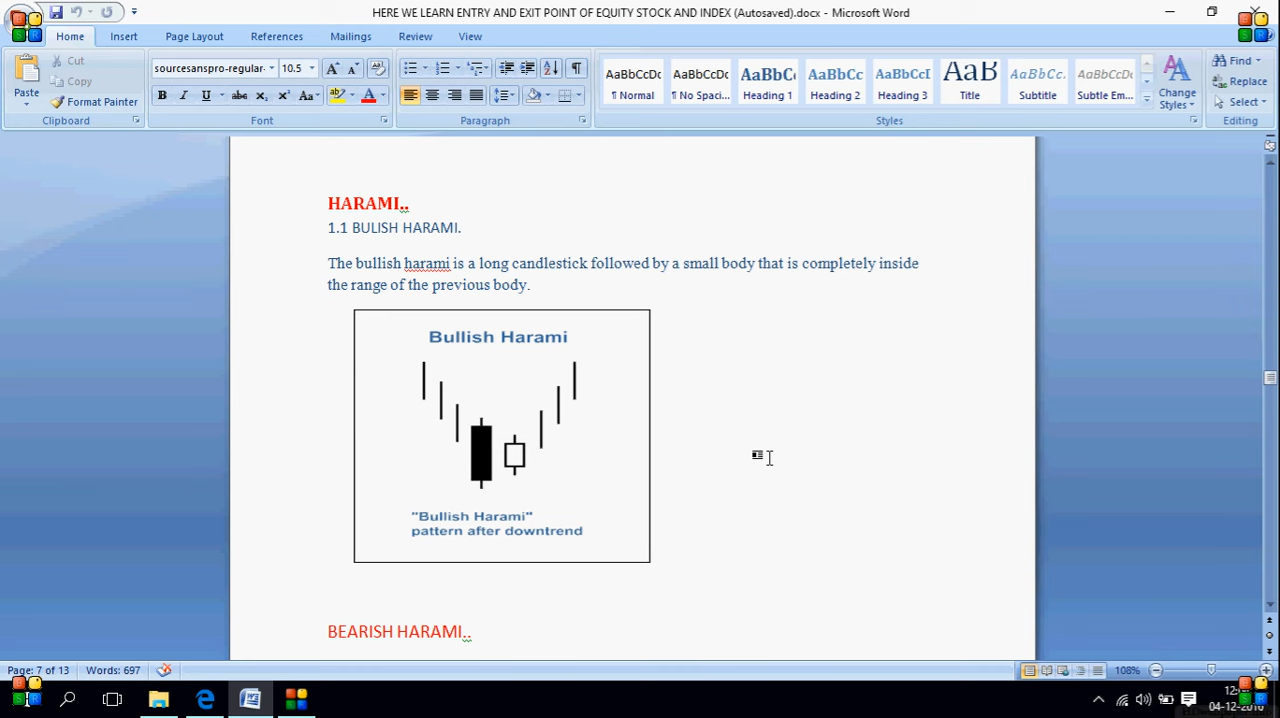 HERE WE LEARN ENTRY AND EXIT POINT OF EQUITY STOCK AND INDEX (Autosaved).docx - Microsoft Word
Home Insert Page Layout References Mailings Review View
Paste
Cut
Copy
Format Painter
Clipboard
sourcesanspro-regular- 10.5
B I U abc
Font
Paragraph
AaBbCcDc AaBbCcDc AaBbC AaBbCc AaBbCcI AaB AaBbCc. AaBbCcDc
¶ Normal ¶ No Spaci... Heading 1 Heading 2 Heading 3 Title Subtitle Subtle Em...
Change
Styles
Styles
Find
Replace
Select
Editing
HARAMI..
1.1 BULISH HARAMI.
The bullish harami is a long candlestick followed by a small body that is completely inside
the range of the previous body.
Bullish Harami
"Bullish Harami"
pattern after downtrend
BEARISH HARAMI..
Page: 7 of 13 Words: 697 108%
04-12-2016